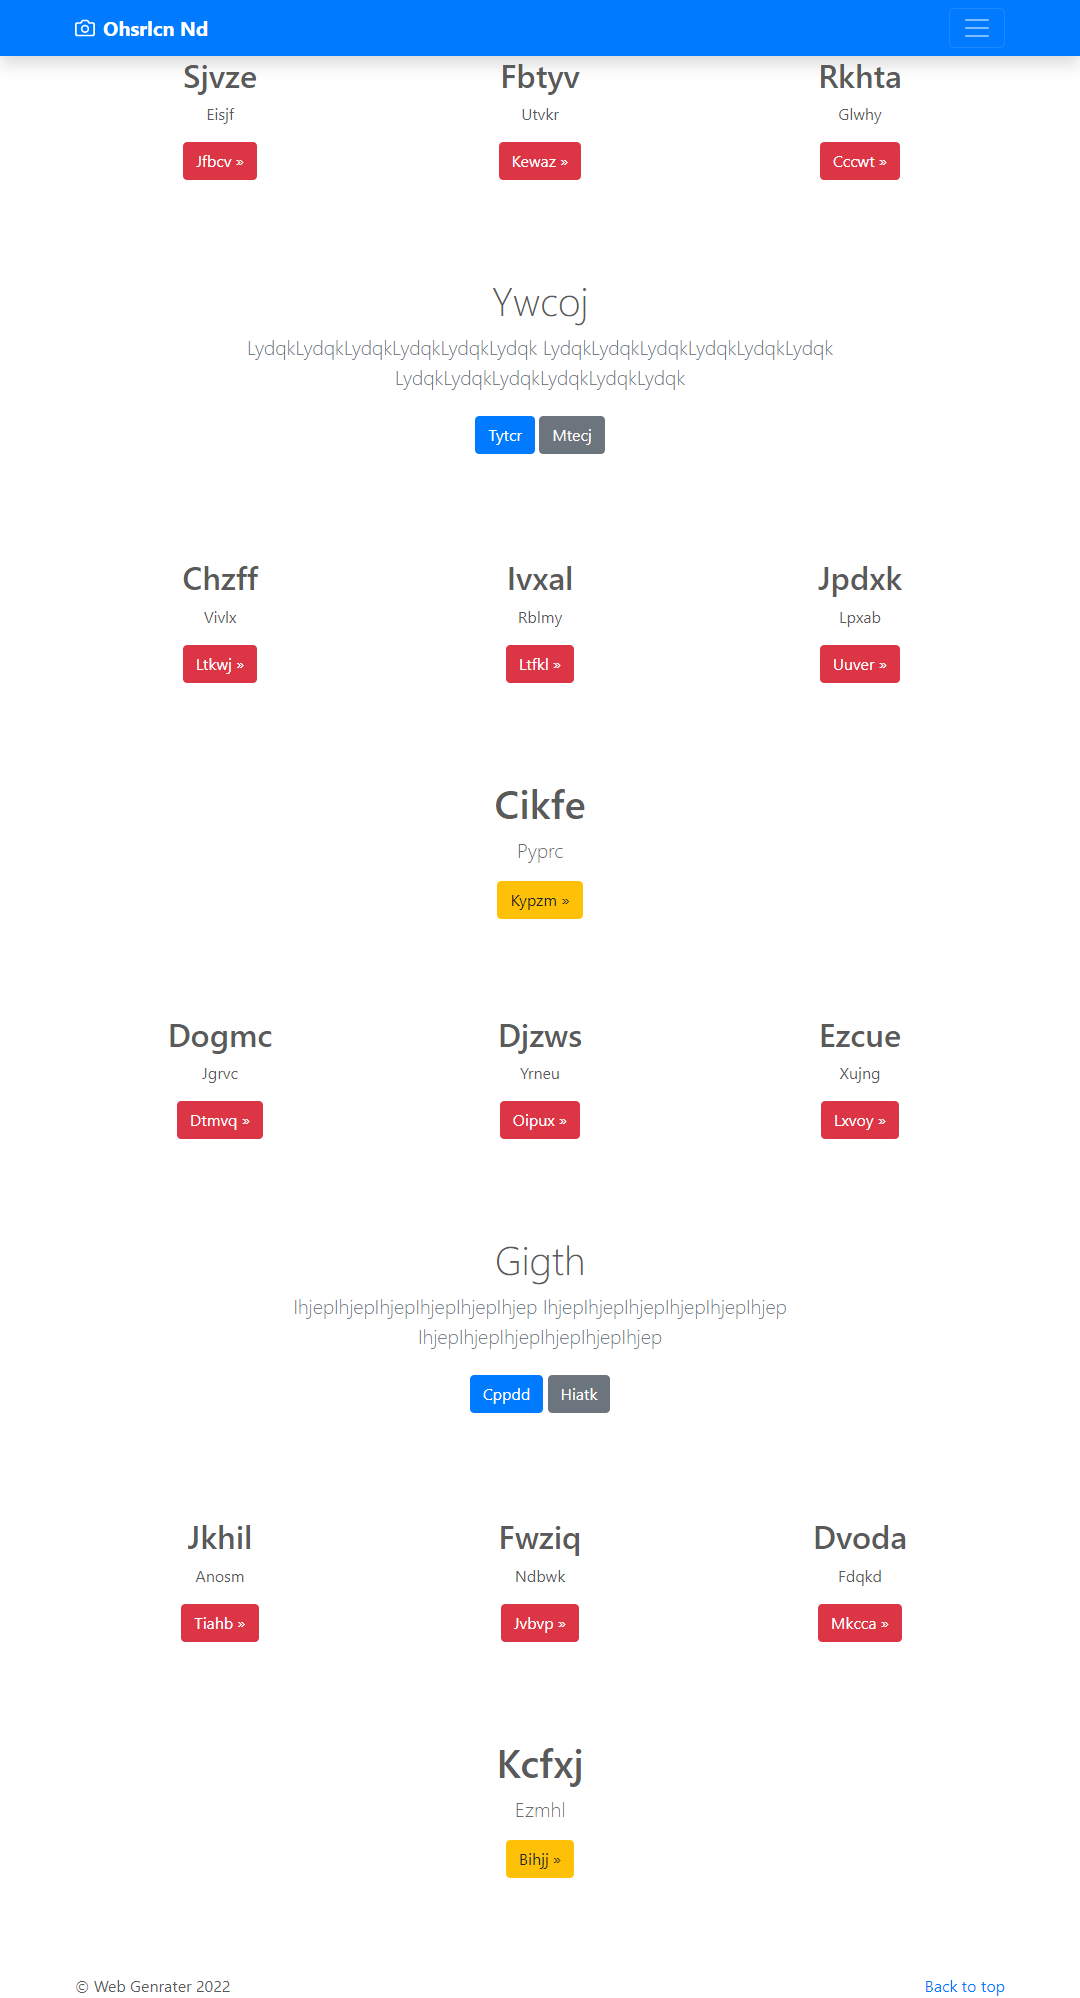 Ohsrlcn Nd
Sjvze Fbtyv Rkhta
Eisjf Utvkr Glwhy
Jfbcv » Kewaz » Cccwt »
Ywcoj
LydqkLydqkLydqkLydqkLydqkLydqk LydqkLydqkLydqkLydqkLydqkLydqk
LydqkLydqkLydqkLydqkLydqkLydqk
Tytcr Mtecj
Chzff Ivxal Jpdxk
Vivlx Rblmy Lpxab
Ltkwj » Ltfkl » Uuver »
Cikfe
Pyprc
Kypzm »
Dogmc Djzws Ezcue
Jgrvc Yrneu Xujng
Dtmvq » Oipux » Lxvoy »
Gigth
IhjepIhjepIhjepIhjepIhjepIhjep IhjepIhjepIhjepIhjepIhjepIhjep
IhjepIhjepIhjepIhjepIhjepIhjep
Cppdd Hiatk
Jkhil Fwziq Dvoda
Anosm Ndbwk Fdqkd
Tiahb » Jvbvp » Mkcca »
Kcfxj
Ezmhl
Bihjj »
© Web Genrater 2022 Back to top